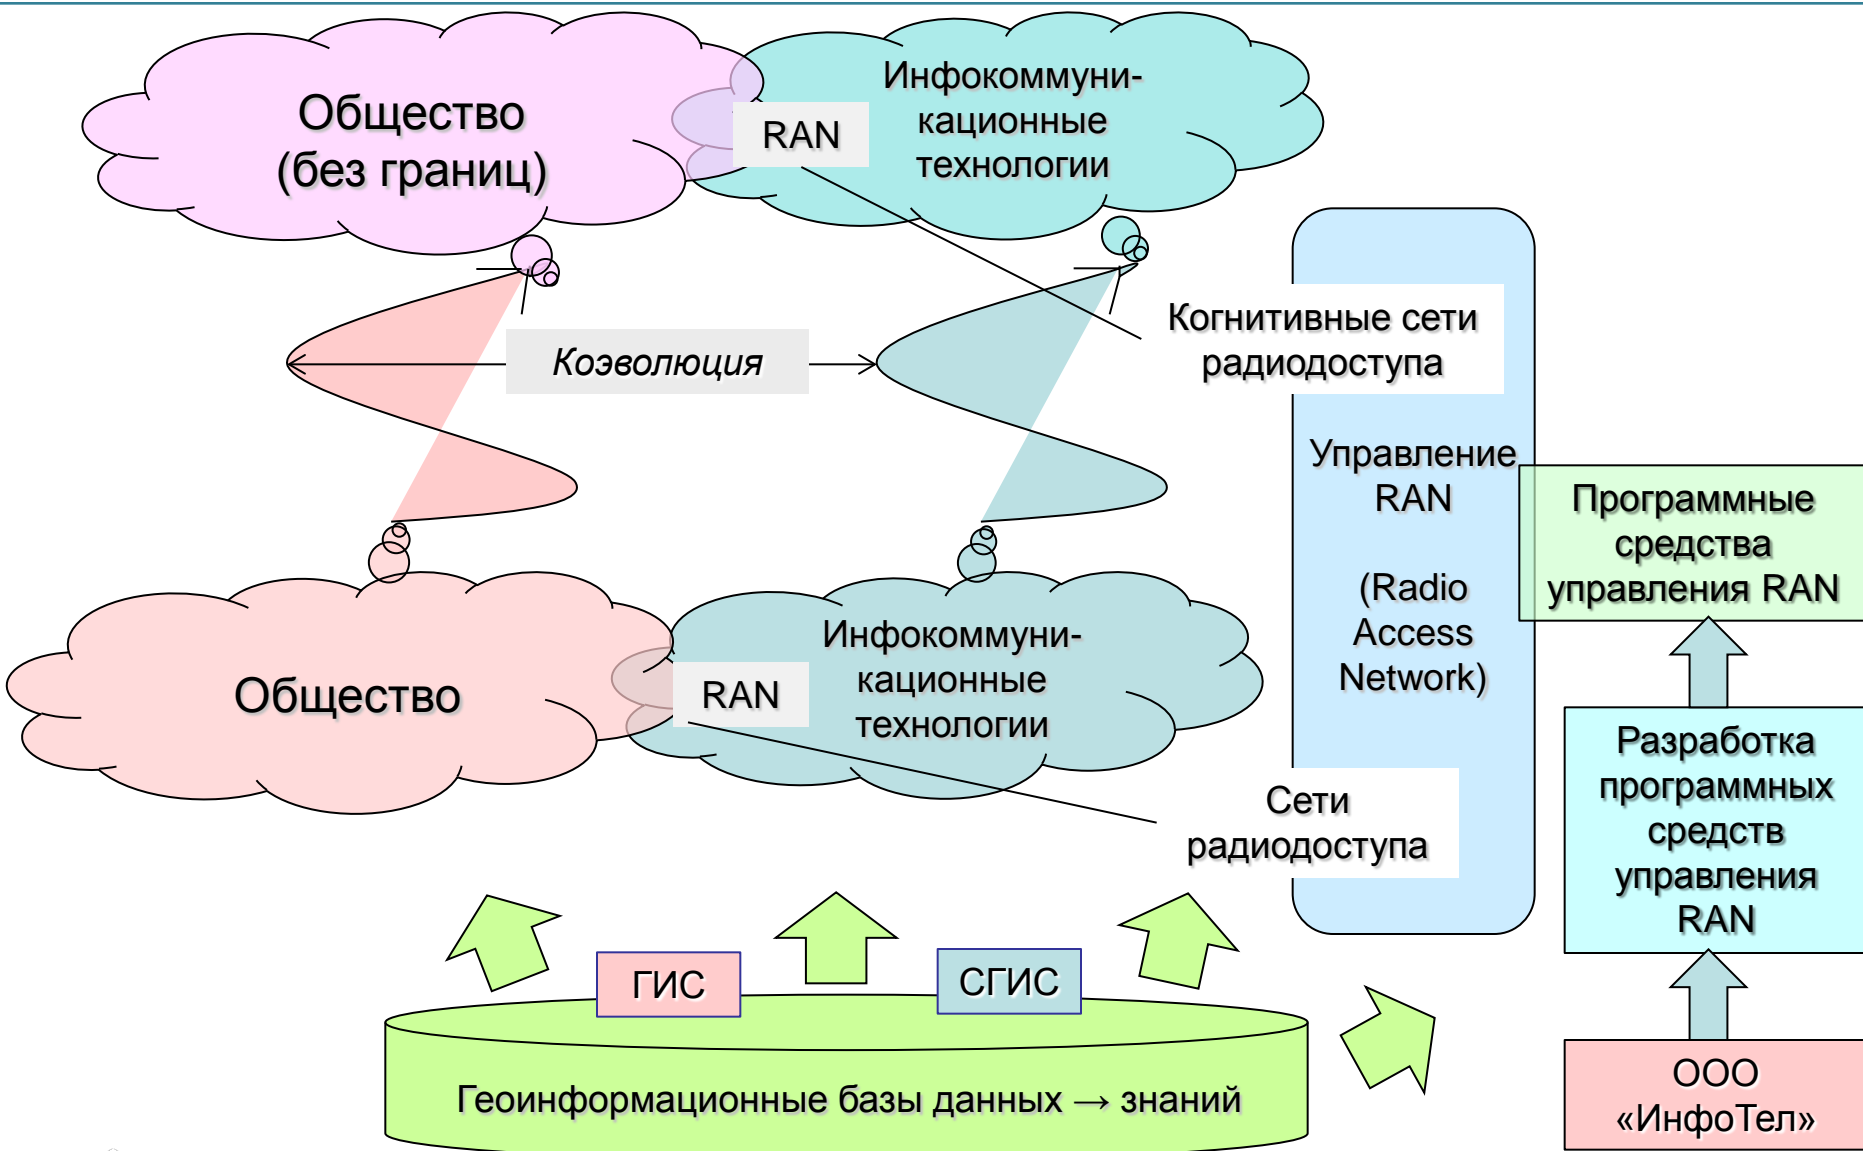 Общество
(без границ)
RAN
Инфокоммуни-
кационные
технологии
Когнитивные сети
радиодоступа
Коэволюция
Управление
RAN
(Radio
Access
Network)
Программные
средства
управления RAN
Общество
RAN
Инфокоммуни-
кационные
технологии
Сети
радиодоступа
Разработка
программных
средств
управления
RAN
ГИС
СГИС
Геоинформационные базы данных → знаний
ООО
«ИнфоТел»